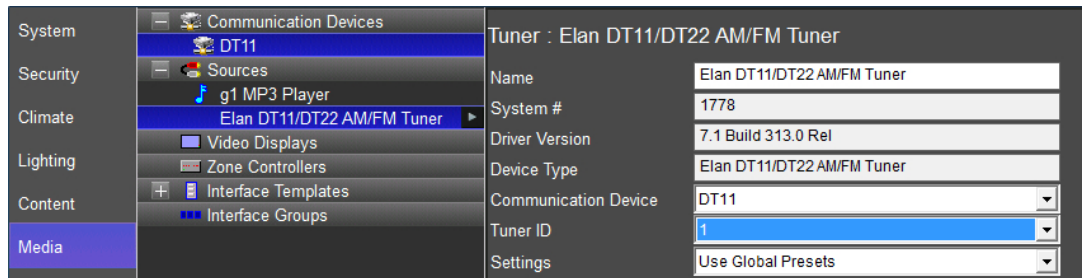 System
Security
Climate
Lighting
Content
Media
Communication Devices
DT11
Sources
g1 MP3 Player
Elan DT11/DT22 AM/FM Tuner
Video Displays
Zone Controllers
Interface Templates
Interface Groups
Tuner : Elan DT11/DT22 AM/FM Tuner
Name Elan DT11/DT22 AM/FM Tuner
System # 1778
Driver Version 7.1 Build 313.0 Rel
Device Type Elan DT11/DT22 AM/FM Tuner
Communication Device DT11
Tuner ID 1
Settings Use Global Presets